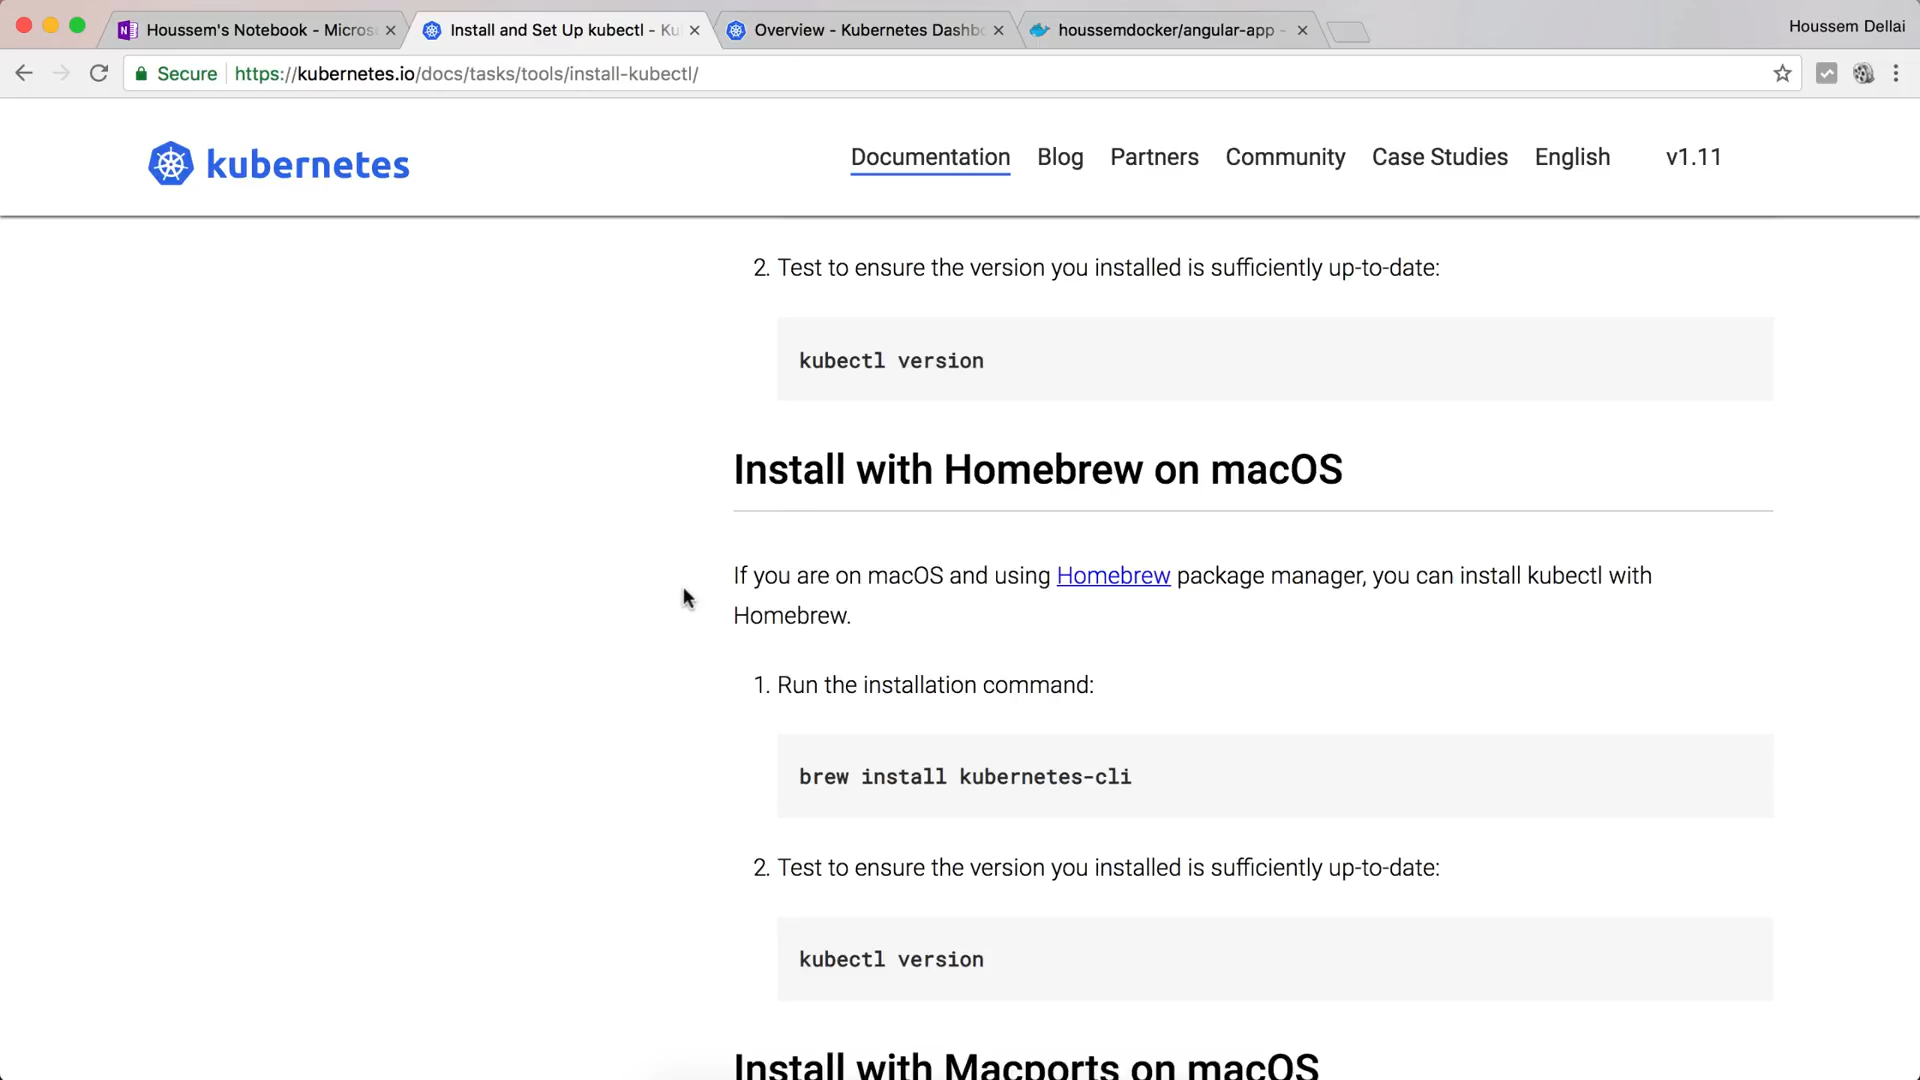 Houssem's Notebook - Micros
Install and Set Up kubectl - Ku
Overview - Kubernetes Dashb
houssemdocker/angular-app -
Houssem Dellai
Secure https://kubernetes.io/docs/tasks/tools/install-kubectl/
kubernetes
Documentation Blog Partners Community Case Studies English v1.11
2. Test to ensure the version you installed is sufficiently up-to-date:
kubectl version
Install with Homebrew on macOS
If you are on macOS and using Homebrew package manager, you can install kubectl with
Homebrew.
1. Run the installation command:
brew install kubernetes-cli
2. Test to ensure the version you installed is sufficiently up-to-date:
kubectl version
Install with Macports on macOS